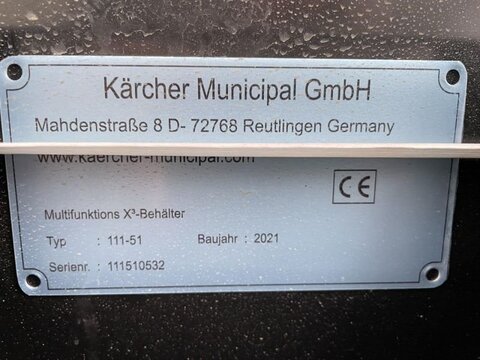 Kärcher Municipal GmbH
Mahdenstraße 8 D- 72768 Reutlingen Germany
www.kaercher-municipal.com
CE
Multifunktions X³-Behälter
Typ : 111-51 Baujahr : 2021
Serienr. : 111510532